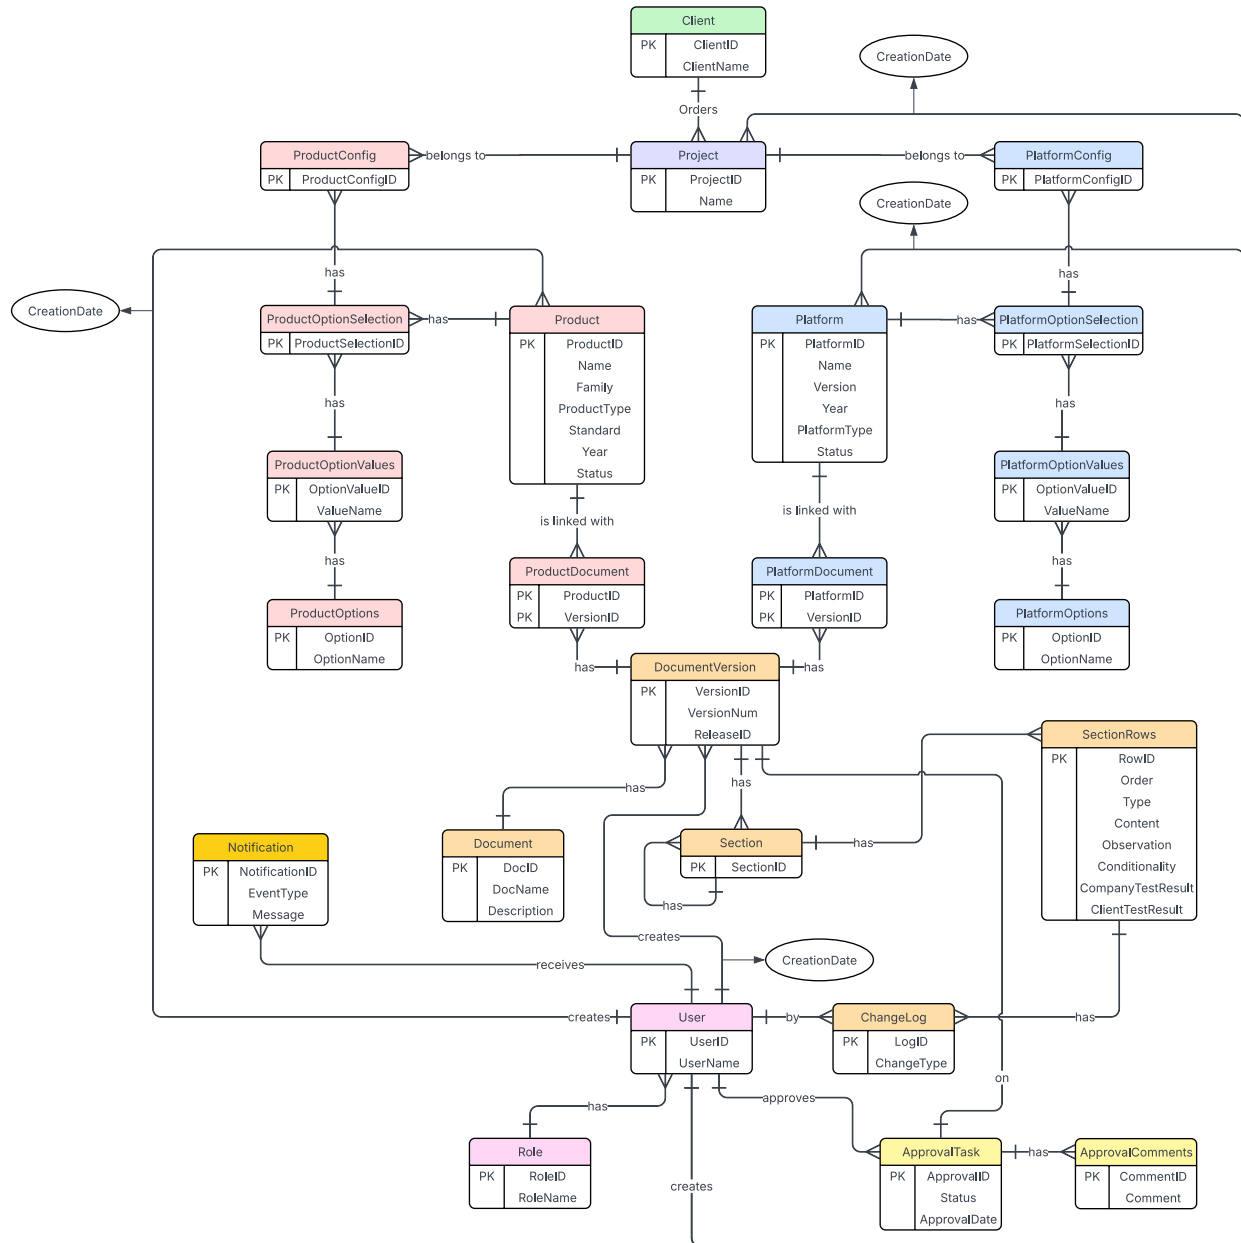 Client
PK ClientID
ClientName
CreationDate
Orders
ProductConfig
PK ProductConfigID
belongs to
Project
PK ProjectID
Name
belongs to
PlatformConfig
PK PlatformConfigID
CreationDate
has
has
CreationDate
ProductOptionSelection
PK ProductSelectionID
has
Product
PK ProductID
Name
Family
ProductType
Standard
Year
Status
Platform
PK PlatformID
Name
Version
Year
PlatformType
Status
has
PlatformOptionSelection
PK PlatformSelectionID
has
has
ProductOptionValues
PK OptionValueID
ValueName
PlatformOptionValues
PK OptionValueID
ValueName
is linked with
is linked with
has
has
ProductDocument
PK ProductID
PK VersionID
PlatformDocument
PK PlatformID
PK VersionID
ProductOptions
PK OptionID
OptionName
PlatformOptions
PK OptionID
OptionName
has
DocumentVersion
PK VersionID
VersionNum
ReleaseID
has
SectionRows
PK RowID
Order
Type
Content
Observation
Conditionality
CompanyTestResult
ClientTestResult
has
has
Notification
PK NotificationID
EventType
Message
Document
PK DocID
DocName
Description
Section
PK SectionID
has
has
creates
CreationDate
receives
creates
User
PK UserID
UserName
by
ChangeLog
PK LogID
ChangeType
has
on
has
approves
Role
PK RoleID
RoleName
creates
ApprovalTask
PK ApprovalID
Status
ApprovalDate
has
ApprovalComments
PK CommentID
Comment